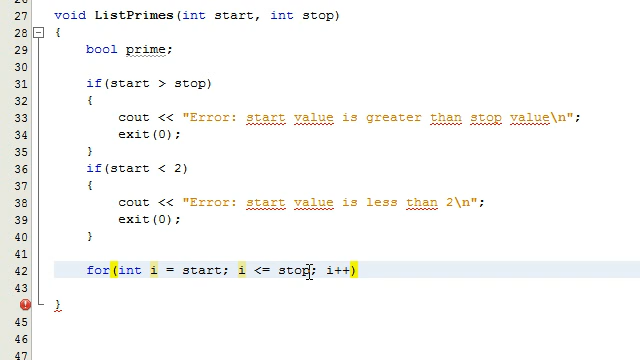 26
27 void ListPrimes(int start, int stop)
28 {
29 bool prime;
30
31 if(start > stop)
32 {
33 cout << "Error: start value is greater than stop value\n";
34 exit(0);
35 }
36 if(start < 2)
37 {
38 cout << "Error: start value is less than 2\n";
39 exit(0);
40 }
41
42 for(int i = start; i <= stop; i++)
43
}
45
46
47